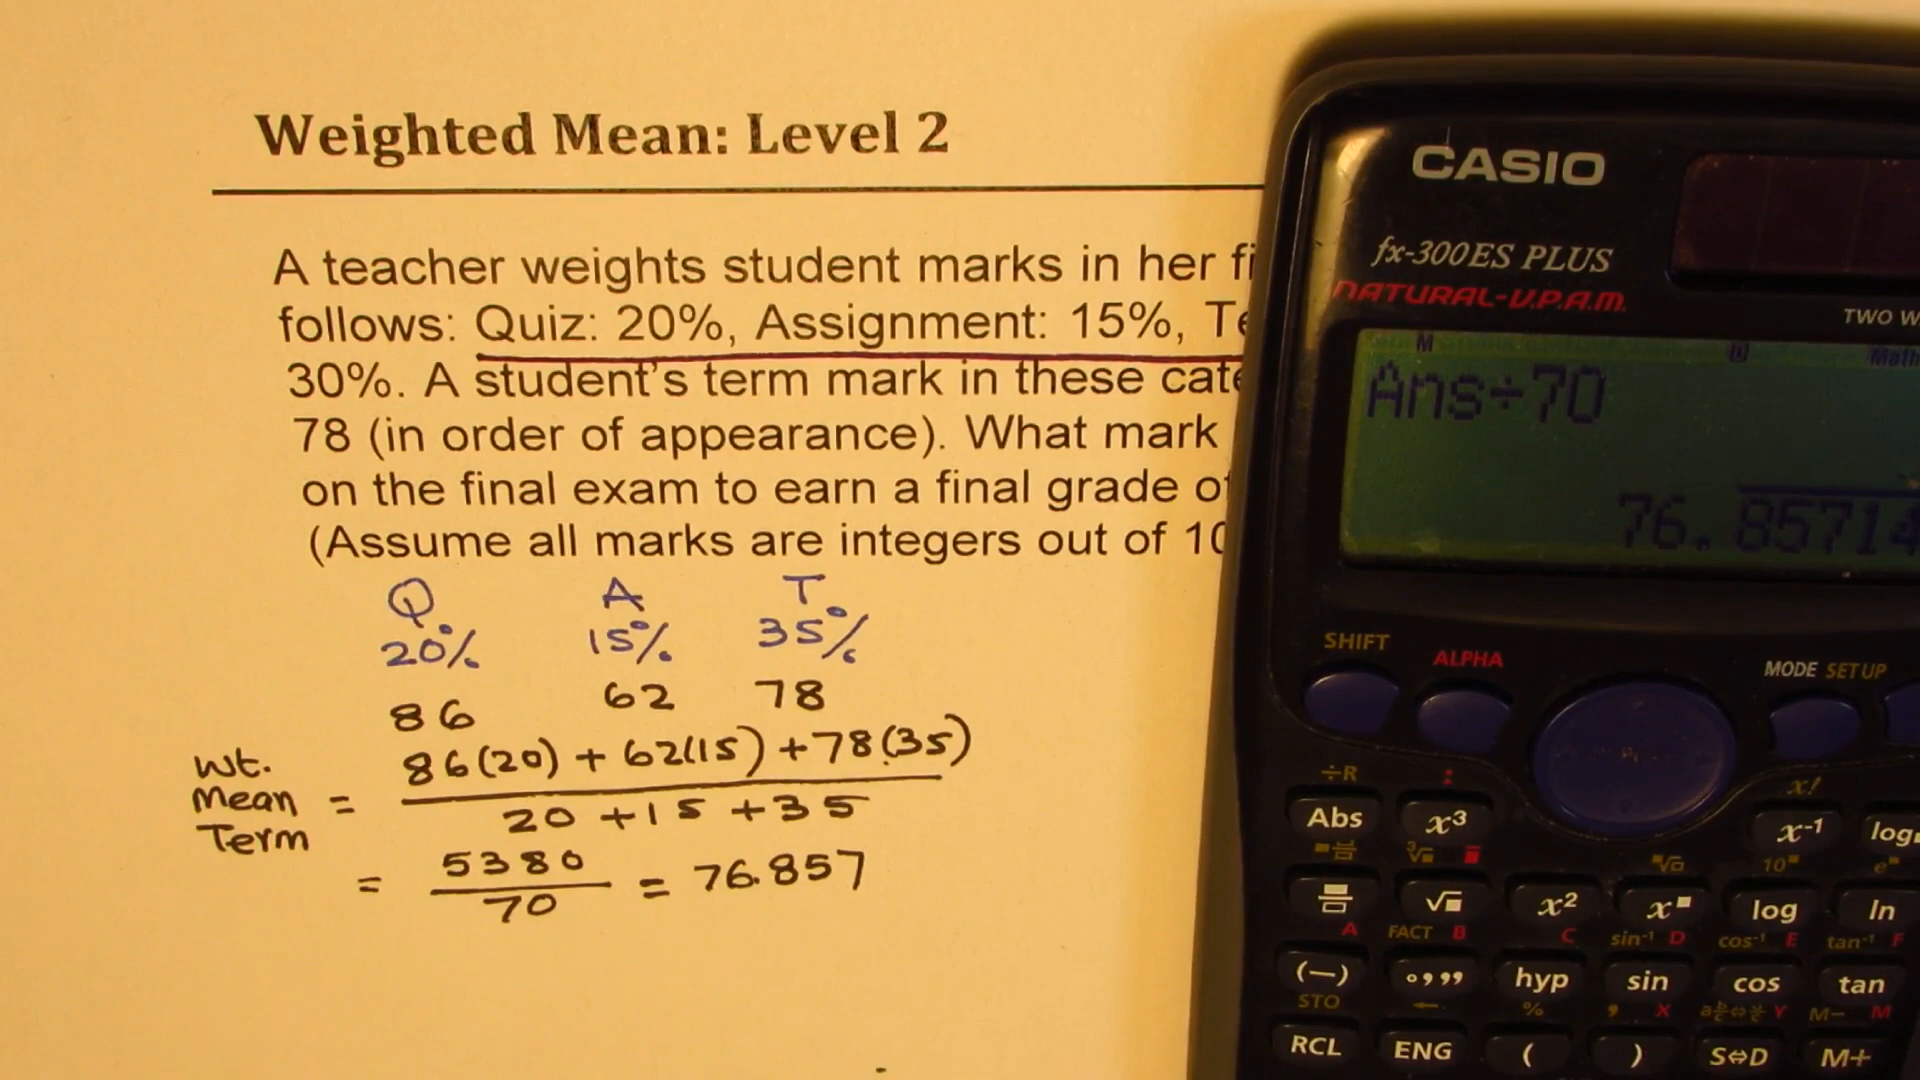 Weighted Mean: Level 2
A teacher weights student marks in her
follows: Quiz: 20%, Assignment: 15%,
30%. A student's term mark in these
78 (in order of appearance). What mark
on the final exam to earn a final grade
(Assume all marks are integers out of
Q A T
20% 15% 35%
86 62 78
Wt. Mean Term = 86(20) + 62(15) + 78(35)
20 + 15 + 35
= 5380 / 70 = 76.857
CASIO
fx-300ES PLUS
NATURAL-V.P.A.M.
TWO
M Math
Ans÷70
76.85714
SHIFT ALPHA MODE SETUP
÷R : x!
Abs x³ x⁻¹ log
³√ 10 e
√ x² x log ln
A FACT B C sin⁻¹ D cos⁻¹ E tan⁻¹ F
(−) hyp sin cos tan
STO ← % , X Y M− M
RCL ENG ( ) S⇔D M+